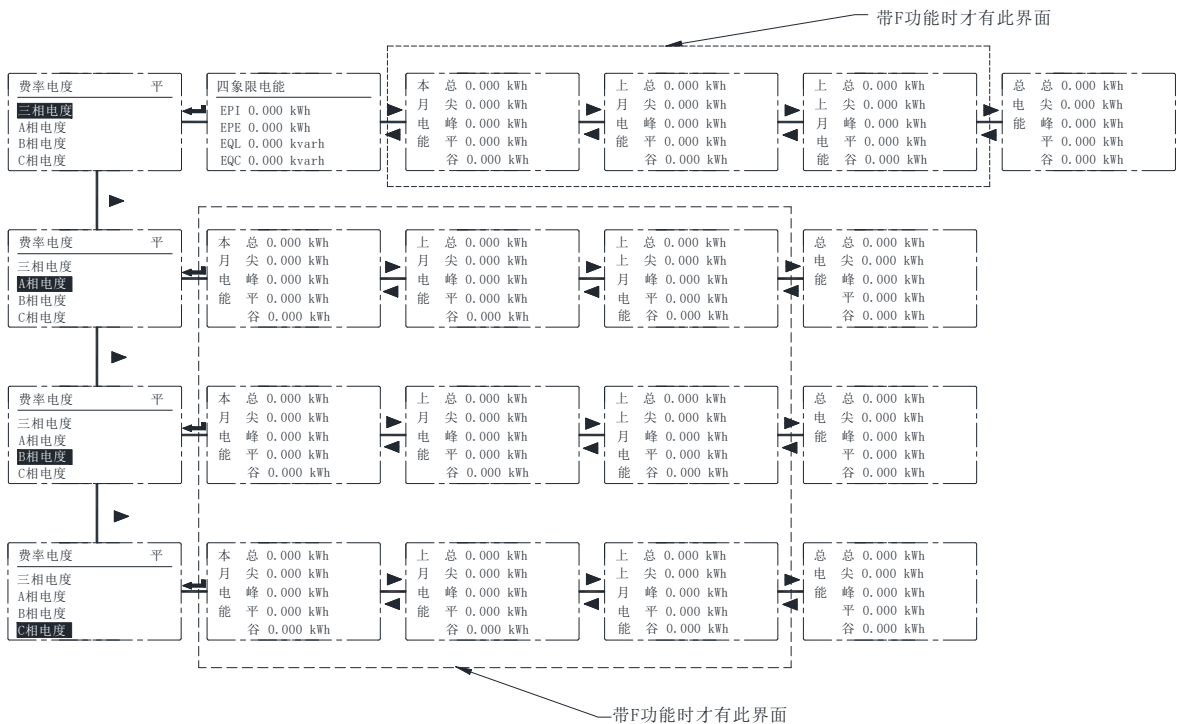 带F功能时才有此界面
费率电度 平
三相电度
A相电度
B相电度
C相电度
四象限电能
EPI 0.000 kWh
EPE 0.000 kWh
EQL 0.000 kvarh
EQC 0.000 kvarh
本 总 0.000 kWh
月 尖 0.000 kWh
电 峰 0.000 kWh
能 平 0.000 kWh
谷 0.000 kWh
上 总 0.000 kWh
月 尖 0.000 kWh
电 峰 0.000 kWh
能 平 0.000 kWh
谷 0.000 kWh
上 总 0.000 kWh
上 尖 0.000 kWh
月 峰 0.000 kWh
电 平 0.000 kWh
能 谷 0.000 kWh
总 总 0.000 kWh
电 尖 0.000 kWh
能 峰 0.000 kWh
平 0.000 kWh
谷 0.000 kWh
费率电度 平
三相电度
A相电度
B相电度
C相电度
本 总 0.000 kWh
月 尖 0.000 kWh
电 峰 0.000 kWh
能 平 0.000 kWh
谷 0.000 kWh
上 总 0.000 kWh
月 尖 0.000 kWh
电 峰 0.000 kWh
能 平 0.000 kWh
谷 0.000 kWh
上 总 0.000 kWh
上 尖 0.000 kWh
月 峰 0.000 kWh
电 平 0.000 kWh
能 谷 0.000 kWh
总 总 0.000 kWh
电 尖 0.000 kWh
能 峰 0.000 kWh
平 0.000 kWh
谷 0.000 kWh
费率电度 平
三相电度
A相电度
B相电度
C相电度
本 总 0.000 kWh
月 尖 0.000 kWh
电 峰 0.000 kWh
能 平 0.000 kWh
谷 0.000 kWh
上 总 0.000 kWh
月 尖 0.000 kWh
电 峰 0.000 kWh
能 平 0.000 kWh
谷 0.000 kWh
上 总 0.000 kWh
上 尖 0.000 kWh
月 峰 0.000 kWh
电 平 0.000 kWh
能 谷 0.000 kWh
总 总 0.000 kWh
电 尖 0.000 kWh
能 峰 0.000 kWh
平 0.000 kWh
谷 0.000 kWh
费率电度 平
三相电度
A相电度
B相电度
C相电度
本 总 0.000 kWh
月 尖 0.000 kWh
电 峰 0.000 kWh
能 平 0.000 kWh
谷 0.000 kWh
上 总 0.000 kWh
月 尖 0.000 kWh
电 峰 0.000 kWh
能 平 0.000 kWh
谷 0.000 kWh
上 总 0.000 kWh
上 尖 0.000 kWh
月 峰 0.000 kWh
电 平 0.000 kWh
能 谷 0.000 kWh
总 总 0.000 kWh
电 尖 0.000 kWh
能 峰 0.000 kWh
平 0.000 kWh
谷 0.000 kWh
带F功能时才有此界面